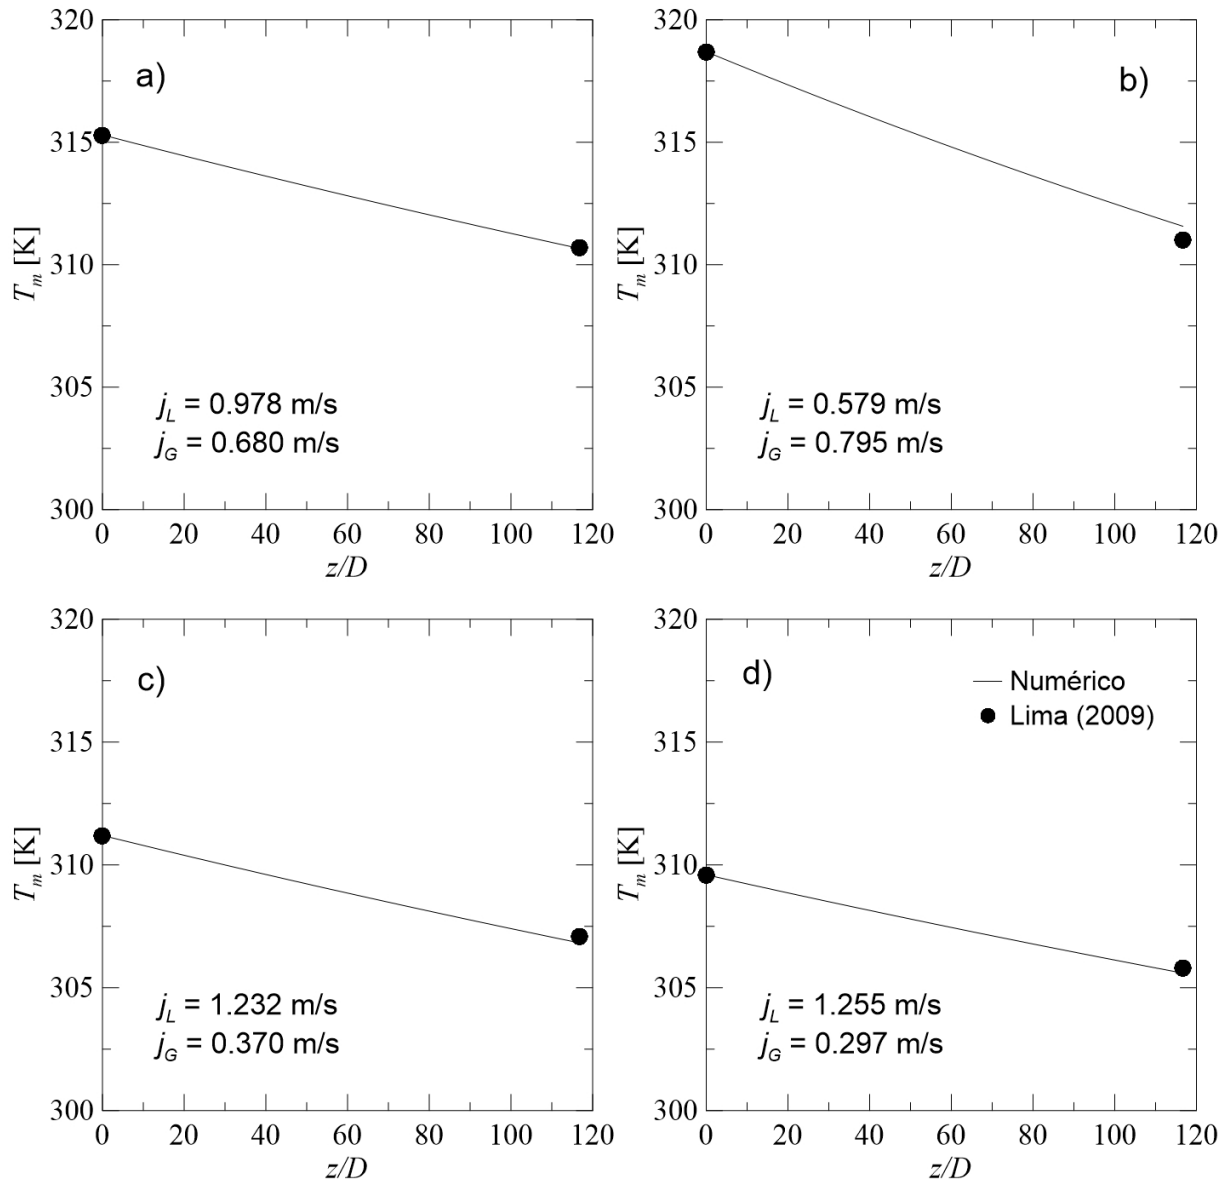 a)
320
315
310
305
300
T_m [K]
j_L = 0.978 m/s
j_G = 0.680 m/s
0 20 40 60 80 100 120
z/D
b)
320
315
310
305
300
T_m [K]
j_L = 0.579 m/s
j_G = 0.795 m/s
0 20 40 60 80 100 120
z/D
c)
320
315
310
305
300
T_m [K]
j_L = 1.232 m/s
j_G = 0.370 m/s
0 20 40 60 80 100 120
z/D
d)
Numérico
Lima (2009)
320
315
310
305
300
T_m [K]
j_L = 1.255 m/s
j_G = 0.297 m/s
0 20 40 60 80 100 120
z/D